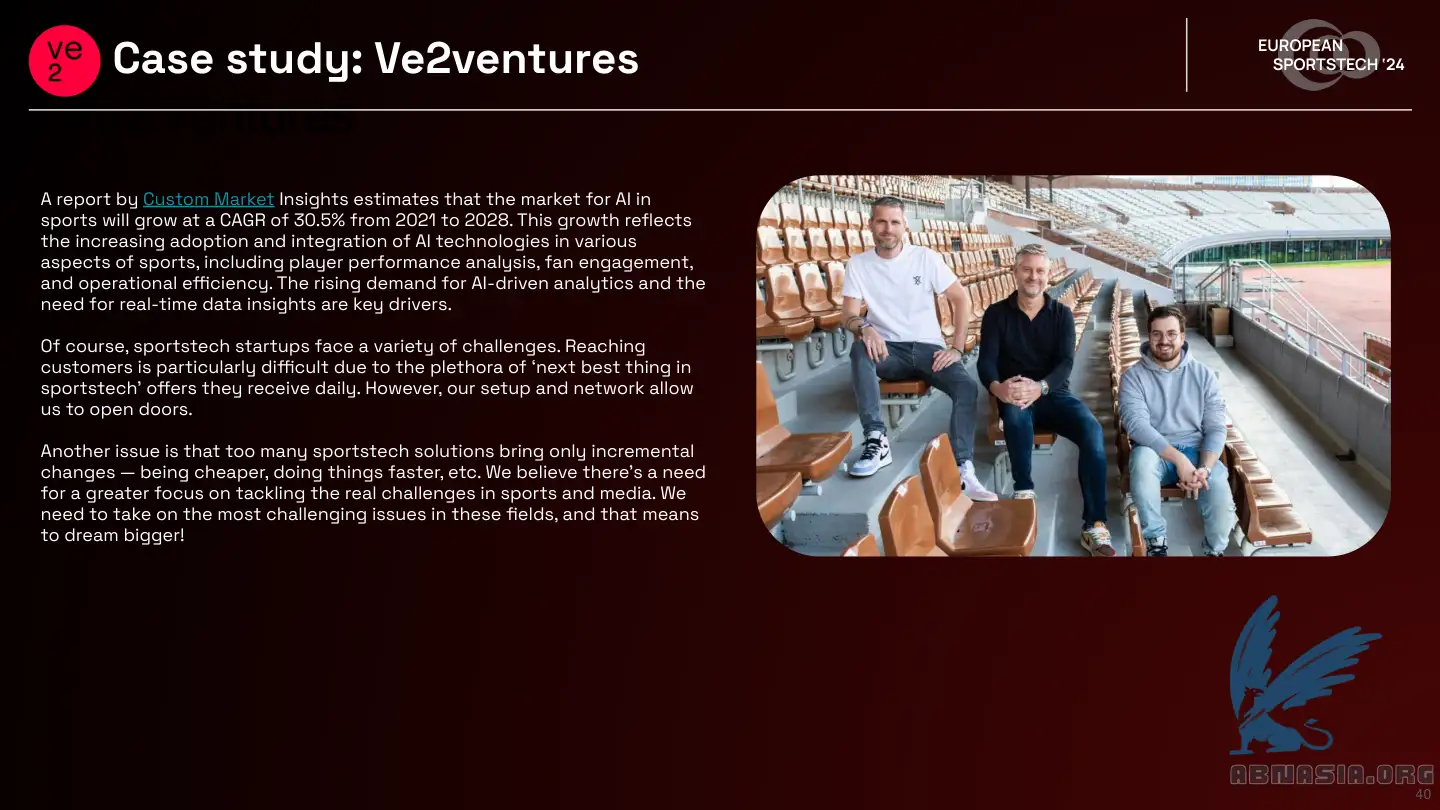 ve
2
Case study: Ve2ventures
EUROPEAN
SPORTSTECH ‘24
A report by Custom Market Insights estimates that the market for AI in
sports will grow at a CAGR of 30.5% from 2021 to 2028. This growth reflects
the increasing adoption and integration of AI technologies in various
aspects of sports, including player performance analysis, fan engagement,
and operational efficiency. The rising demand for AI-driven analytics and the
need for real-time data insights are key drivers.
Of course, sportstech startups face a variety of challenges. Reaching
customers is particularly difficult due to the plethora of ‘next best thing in
sportstech’ offers they receive daily. However, our setup and network allow
us to open doors.
Another issue is that too many sportstech solutions bring only incremental
changes — being cheaper, doing things faster, etc. We believe there’s a need
for a greater focus on tackling the real challenges in sports and media. We
need to take on the most challenging issues in these fields, and that means
to dream bigger!
ABNASIA.ORG
40